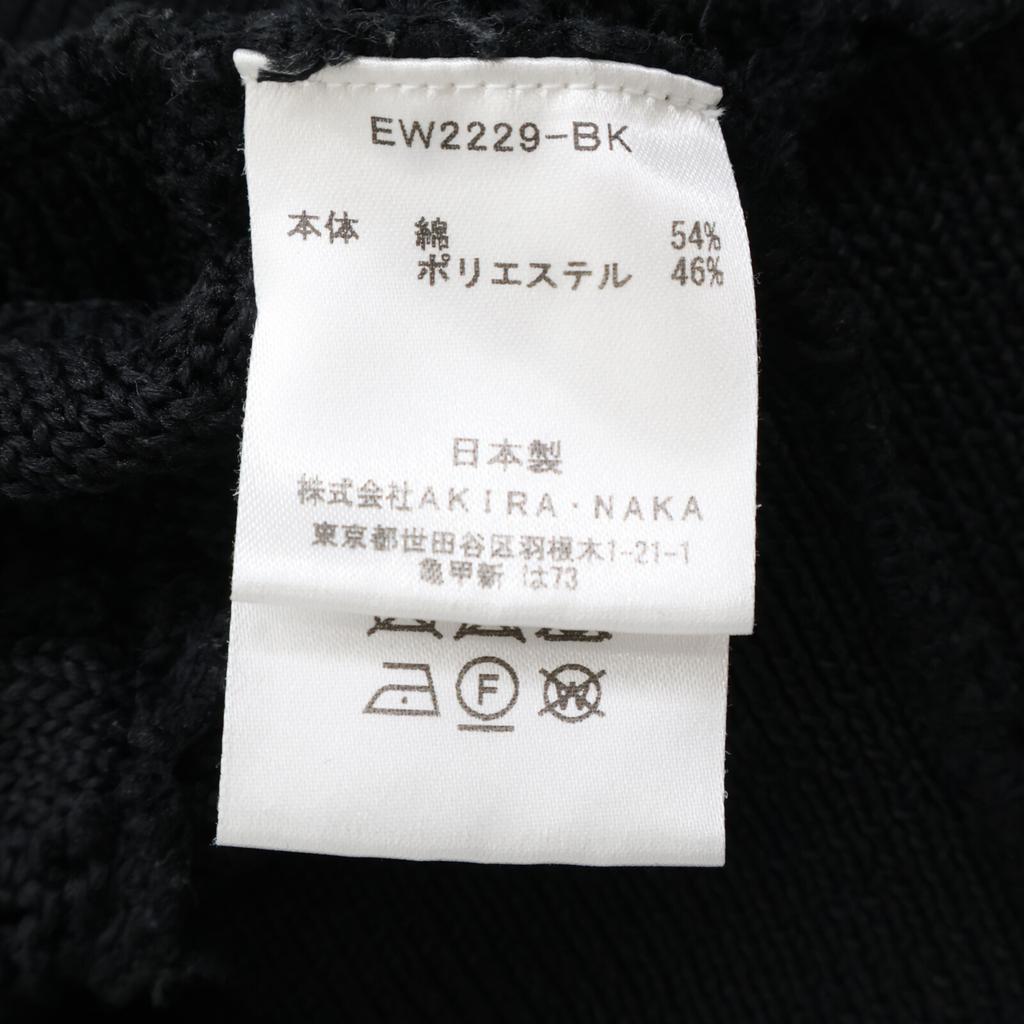 EW2229-BK
本体 綿 54%
ポリエステル 46%
日本製
株式会社AKIRA・NAKA
東京都世田谷区羽根木1-21-1
亀甲新 は73
F
W